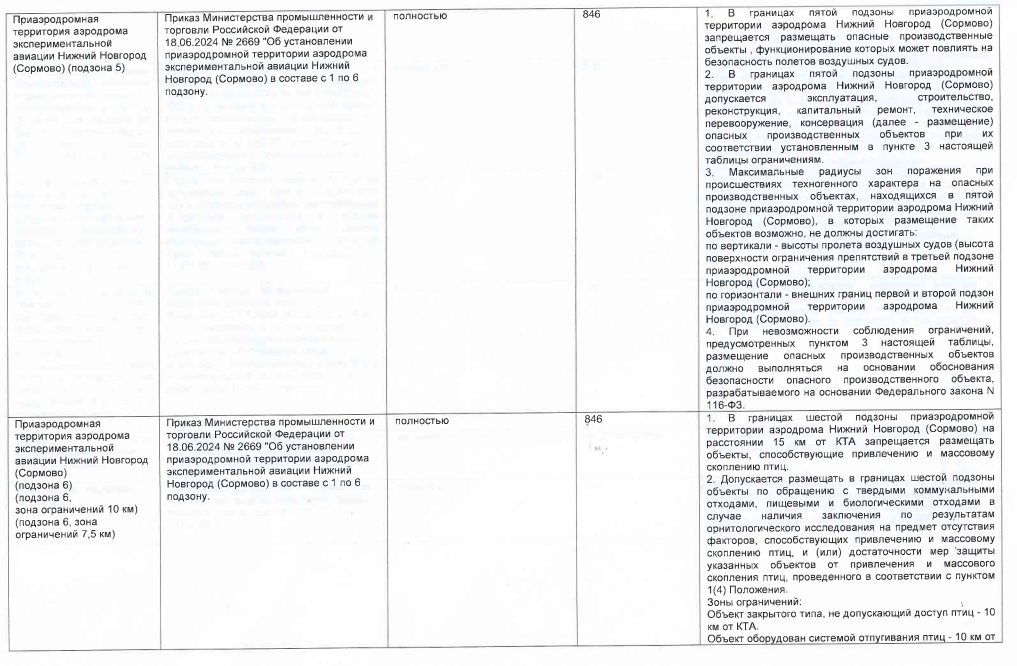 Приаэродромная
территория аэродрома
экспериментальной
авиации Нижний Новгород
(Сормово) (подзона 5)
Приказ Министерства промышленности и
торговли Российской Федерации от
18.06.2024 № 2669 "Об установлении
приаэродромной территории аэродрома
экспериментальной авиации Нижний
Новгород (Сормово) в составе с 1 по 6
подзону.
полностью
846
1. В границах пятой подзоны приаэродромной
территории аэродрома Нижний Новгород (Сормово)
запрещается размещать опасные производственные
объекты , функционирование которых может повлиять на
безопасность полетов воздушных судов.
2. В границах пятой подзоны приаэродромной
территории аэродрома Нижний Новгород (Сормово)
допускается эксплуатация, строительство,
реконструкция, капитальный ремонт, техническое
перевооружение, консервация (далее - размещение)
опасных производственных объектов при их
соответствии установленным в пункте 3 настоящей
таблицы ограничениям.
3. Максимальные радиусы зон поражения при
происшествиях техногенного характера на опасных
производственных объектах, находящихся в пятой
подзоне приаэродромной территории аэродрома Нижний
Новгород (Сормово), в которых размещение таких
объектов возможно, не должны достигать:
по вертикали - высоты пролета воздушных судов (высота
поверхности ограничения препятствий в третьей подзоне
приаэродромной территории аэродрома Нижний
Новгород (Сормово);
по горизонтали - внешних границ первой и второй подзон
приаэродромной территории аэродрома Нижний
Новгород (Сормово).
4. При невозможности соблюдения ограничений,
предусмотренных пунктом 3 настоящей таблицы,
размещение опасных производственных объектов
должно выполняться на основании обоснования
безопасности опасного производственного объекта,
разрабатываемого на основании Федерального закона N
116-ФЗ.
Приаэродромная
территория аэродрома
экспериментальной
авиации Нижний Новгород
(Сормово)
(подзона 6)
(подзона 6,
зона ограничений 10 км)
(подзона 6, зона
ограничений 7,5 км)
Приказ Министерства промышленности и
торговли Российской Федерации от
18.06.2024 № 2669 "Об установлении
приаэродромной территории аэродрома
экспериментальной авиации Нижний
Новгород (Сормово) в составе с 1 по 6
подзону.
полностью
846
1. В границах шестой подзоны приаэродромной
территории аэродрома Нижний Новгород (Сормово) на
расстоянии 15 км от КТА запрещается размещать
объекты, способствующие привлечению и массовому
скоплению птиц.
2. Допускается размещать в границах шестой подзоны
объекты по обращению с твердыми коммунальными
отходами, пищевыми и биологическими отходами в
случае наличия заключения по результатам
орнитологического исследования на предмет отсутствия
факторов, способствующих привлечению и массовому
скоплению птиц, и (или) достаточности мер защиты
указанных объектов от привлечения и массового
скопления птиц, проведенного в соответствии с пунктом
1(4) Положения.
Зоны ограничений:
Объект закрытого типа, не допускающий доступ птиц - 10
км от КТА.
Объект оборудован системой отпугивания птиц - 10 км от